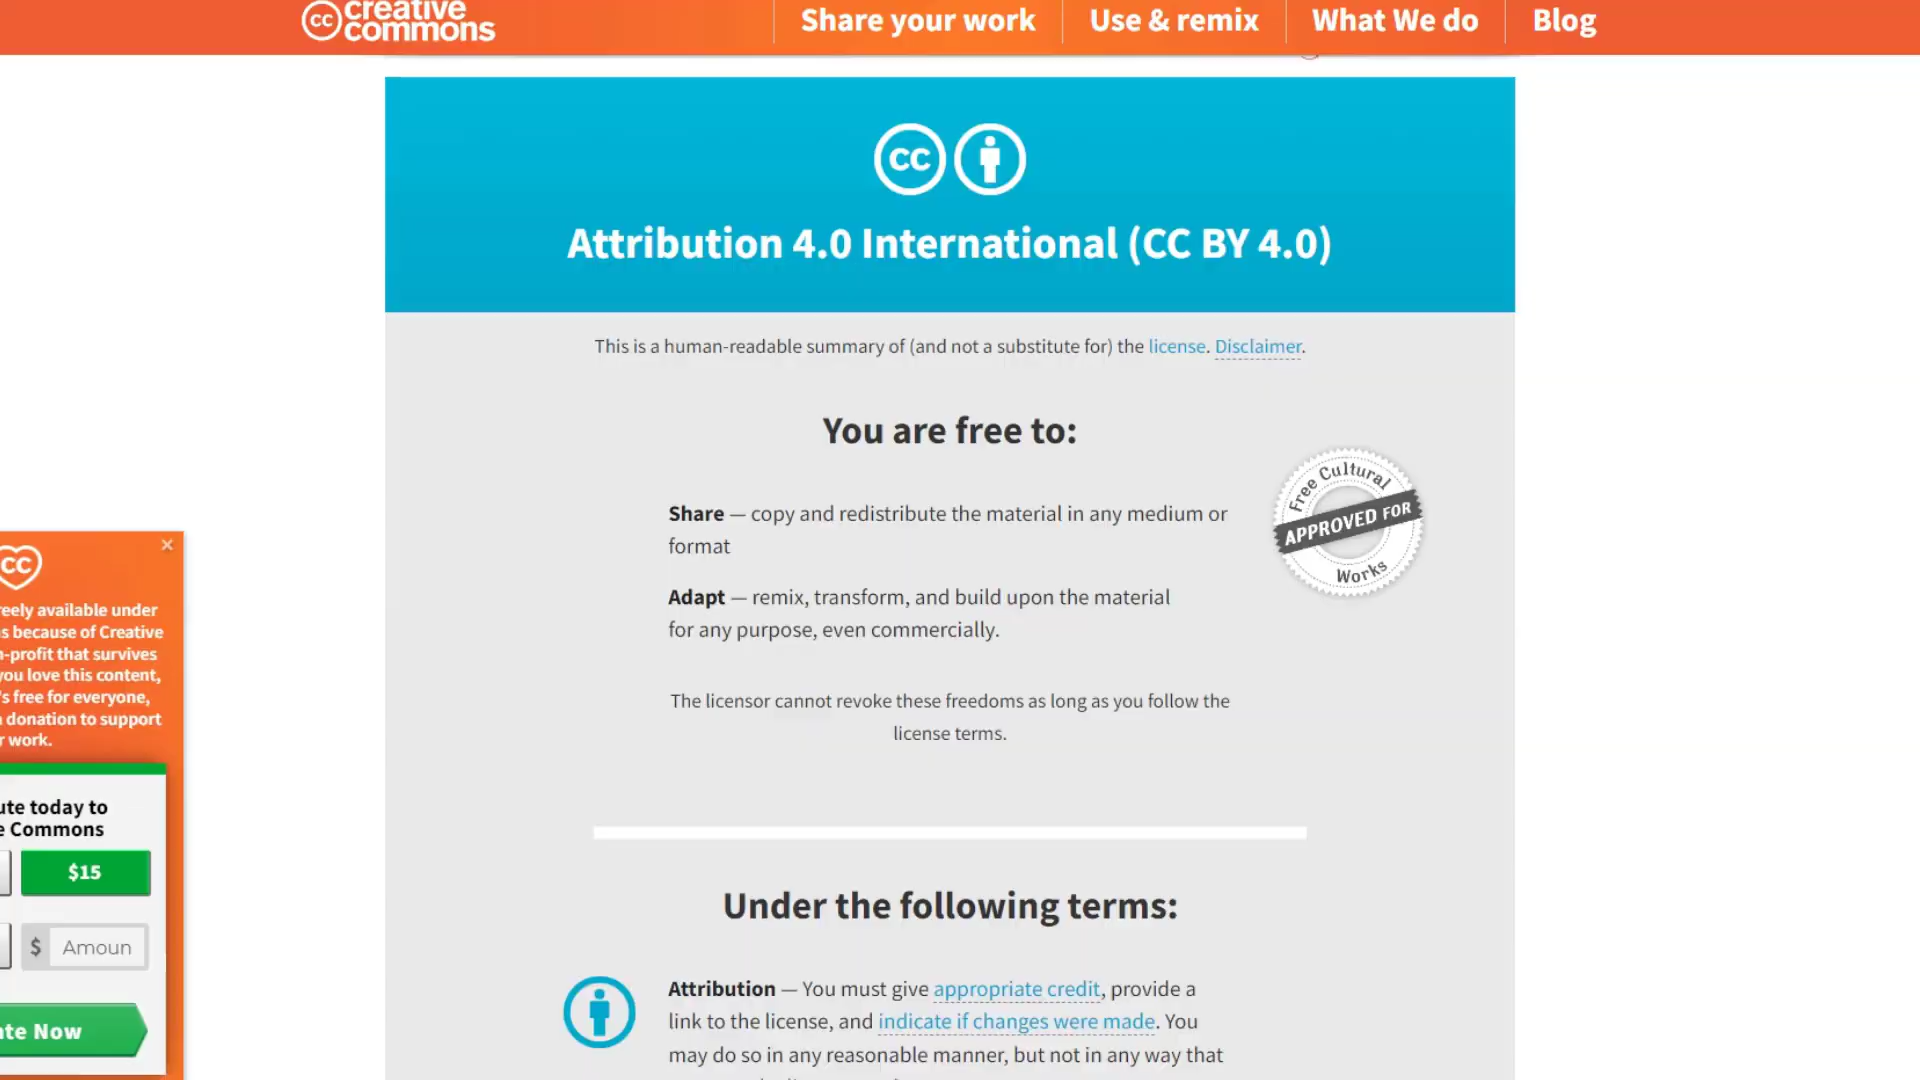 creative
commons
Share your work
Use & remix
What We do
Blog
cc
Attribution 4.0 International (CC BY 4.0)
This is a human-readable summary of (and not a substitute for) the license. Disclaimer.
You are free to:
Share — copy and redistribute the material in any medium or
format
Adapt — remix, transform, and build upon the material
for any purpose, even commercially.
Free Cultural
APPROVED FOR
Works
The licensor cannot revoke these freedoms as long as you follow the
license terms.
Under the following terms:
Attribution — You must give appropriate credit, provide a
link to the license, and indicate if changes were made. You
may do so in any reasonable manner, but not in any way that
×
cc
available under
because of Creative
-profit that survives
you love this content,
's free for everyone,
donation to support
work.
today to
Commons
$15
$ Amoun
Now